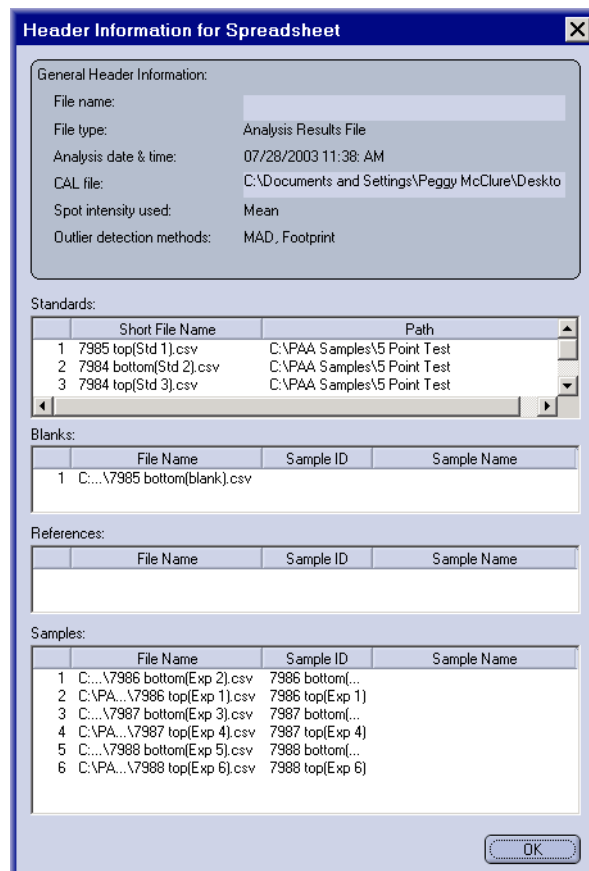 Header Information for Spreadsheet
General Header Information:
File name:
File type: Analysis Results File
Analysis date & time: 07/28/2003 11:38: AM
CAL file: C:\Documents and Settings\Peggy McClure\Deskto
Spot intensity used: Mean
Outlier detection methods: MAD, Footprint
Standards:
Short File Name Path
1 7985 top(Std 1).csv C:\PAA Samples\5 Point Test
2 7984 bottom(Std 2).csv C:\PAA Samples\5 Point Test
3 7984 top(Std 3).csv C:\PAA Samples\5 Point Test
Blanks:
File Name Sample ID Sample Name
1 C:...\7985 bottom(blank).csv
References:
File Name Sample ID Sample Name
Samples:
File Name Sample ID Sample Name
1 C:...\7986 bottom(Exp 2).csv 7986 bottom(...
2 C:\PA...\7986 top(Exp 1).csv 7986 top(Exp 1)
3 C:...\7987 bottom(Exp 3).csv 7987 bottom(...
4 C:\PA...\7987 top(Exp 4).csv 7987 top(Exp 4)
5 C:...\7988 bottom(Exp 5).csv 7988 bottom(...
6 C:\PA...\7988 top(Exp 6).csv 7988 top(Exp 6)
OK